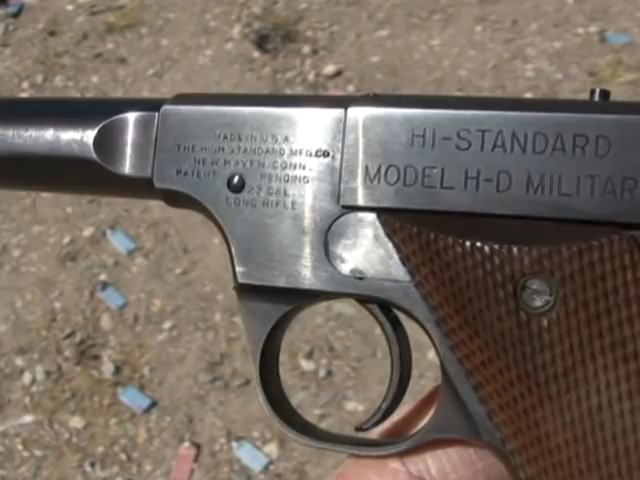 MADE IN U.S.A.
THE HIGH STANDARD MFG.CO.
NEW HAVEN. CONN.
PATENT PENDING
.22 CAL.
LONG RIFLE
HI-STANDARD
MODEL H-D MILITAR